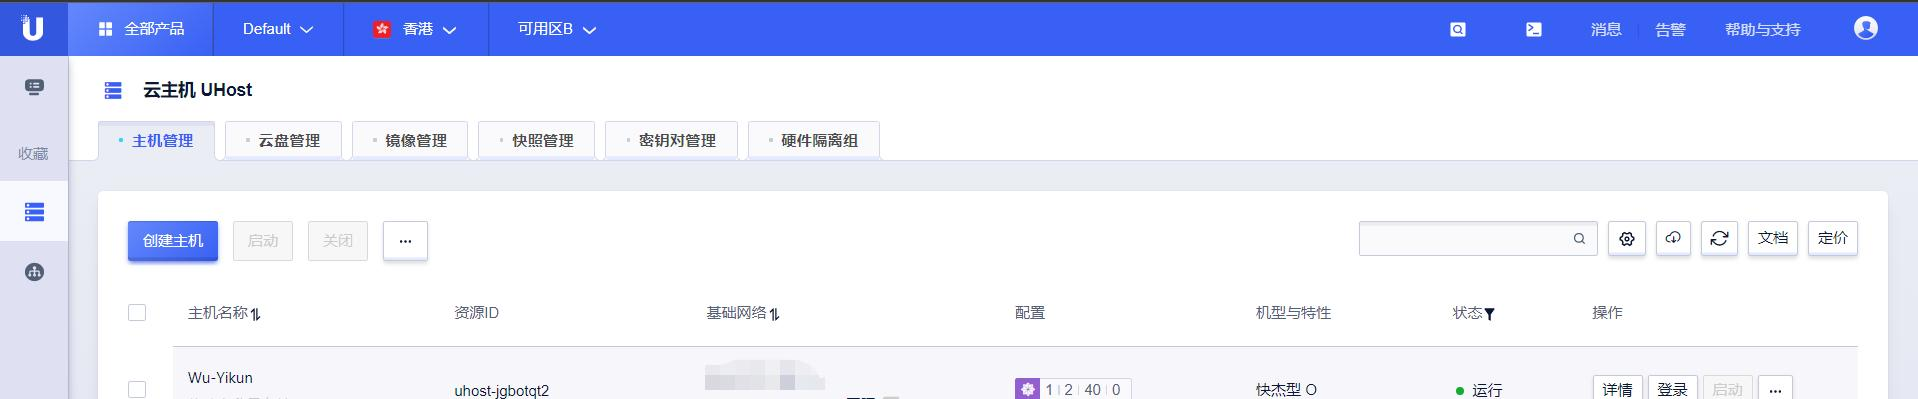 U 全部产品 Default 香港 可用区B 消息 告警 帮助与支持
云主机 UHost
主机管理 云盘管理 镜像管理 快照管理 密钥对管理 硬件隔离组
收藏
创建主机 启动 关闭 ... 文档 定价
主机名称 资源ID 基础网络 配置 机型与特性 状态 操作
Wu-Yikun
uhost-jgbotqt2 1 2 40 0 快杰型 O 运行 详情 登录 启动 ...